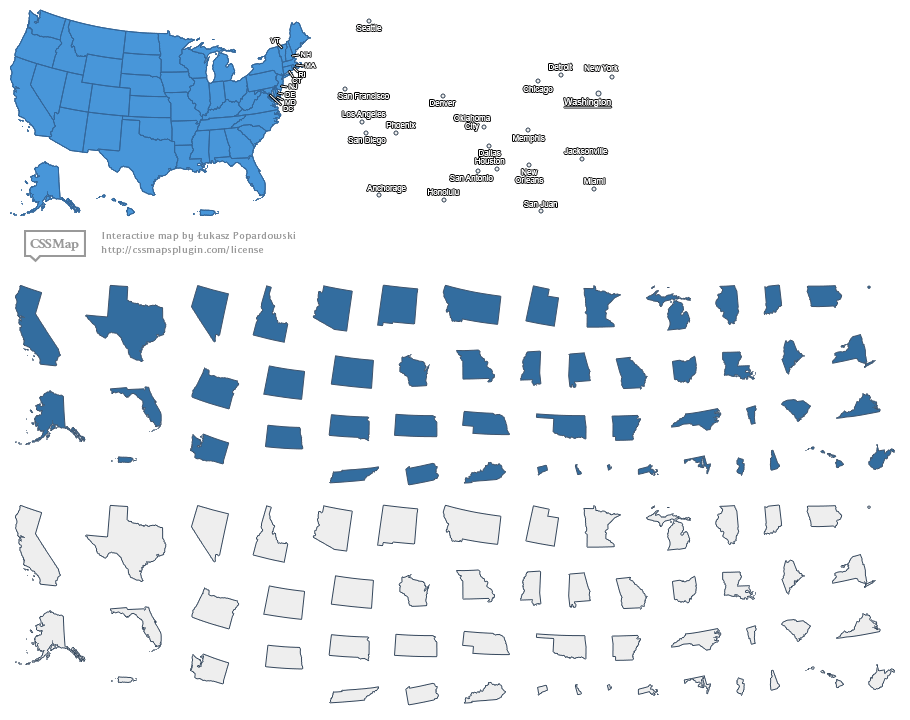 VT
NH
MA
RI
CT
NJ
DE
MD
DC
Seattle
Detroit
New York
Chicago
San Francisco
Denver
Washington
Los Angeles
Phoenix
Oklahoma
City
San Diego
Memphis
Dallas
Jacksonville
Houston
San Antonio
New
Orleans
Anchorage
Honolulu
Miami
San Juan
CSSMap
Interactive map by Łukasz Popardowski
http://cssmapsplugin.com/license